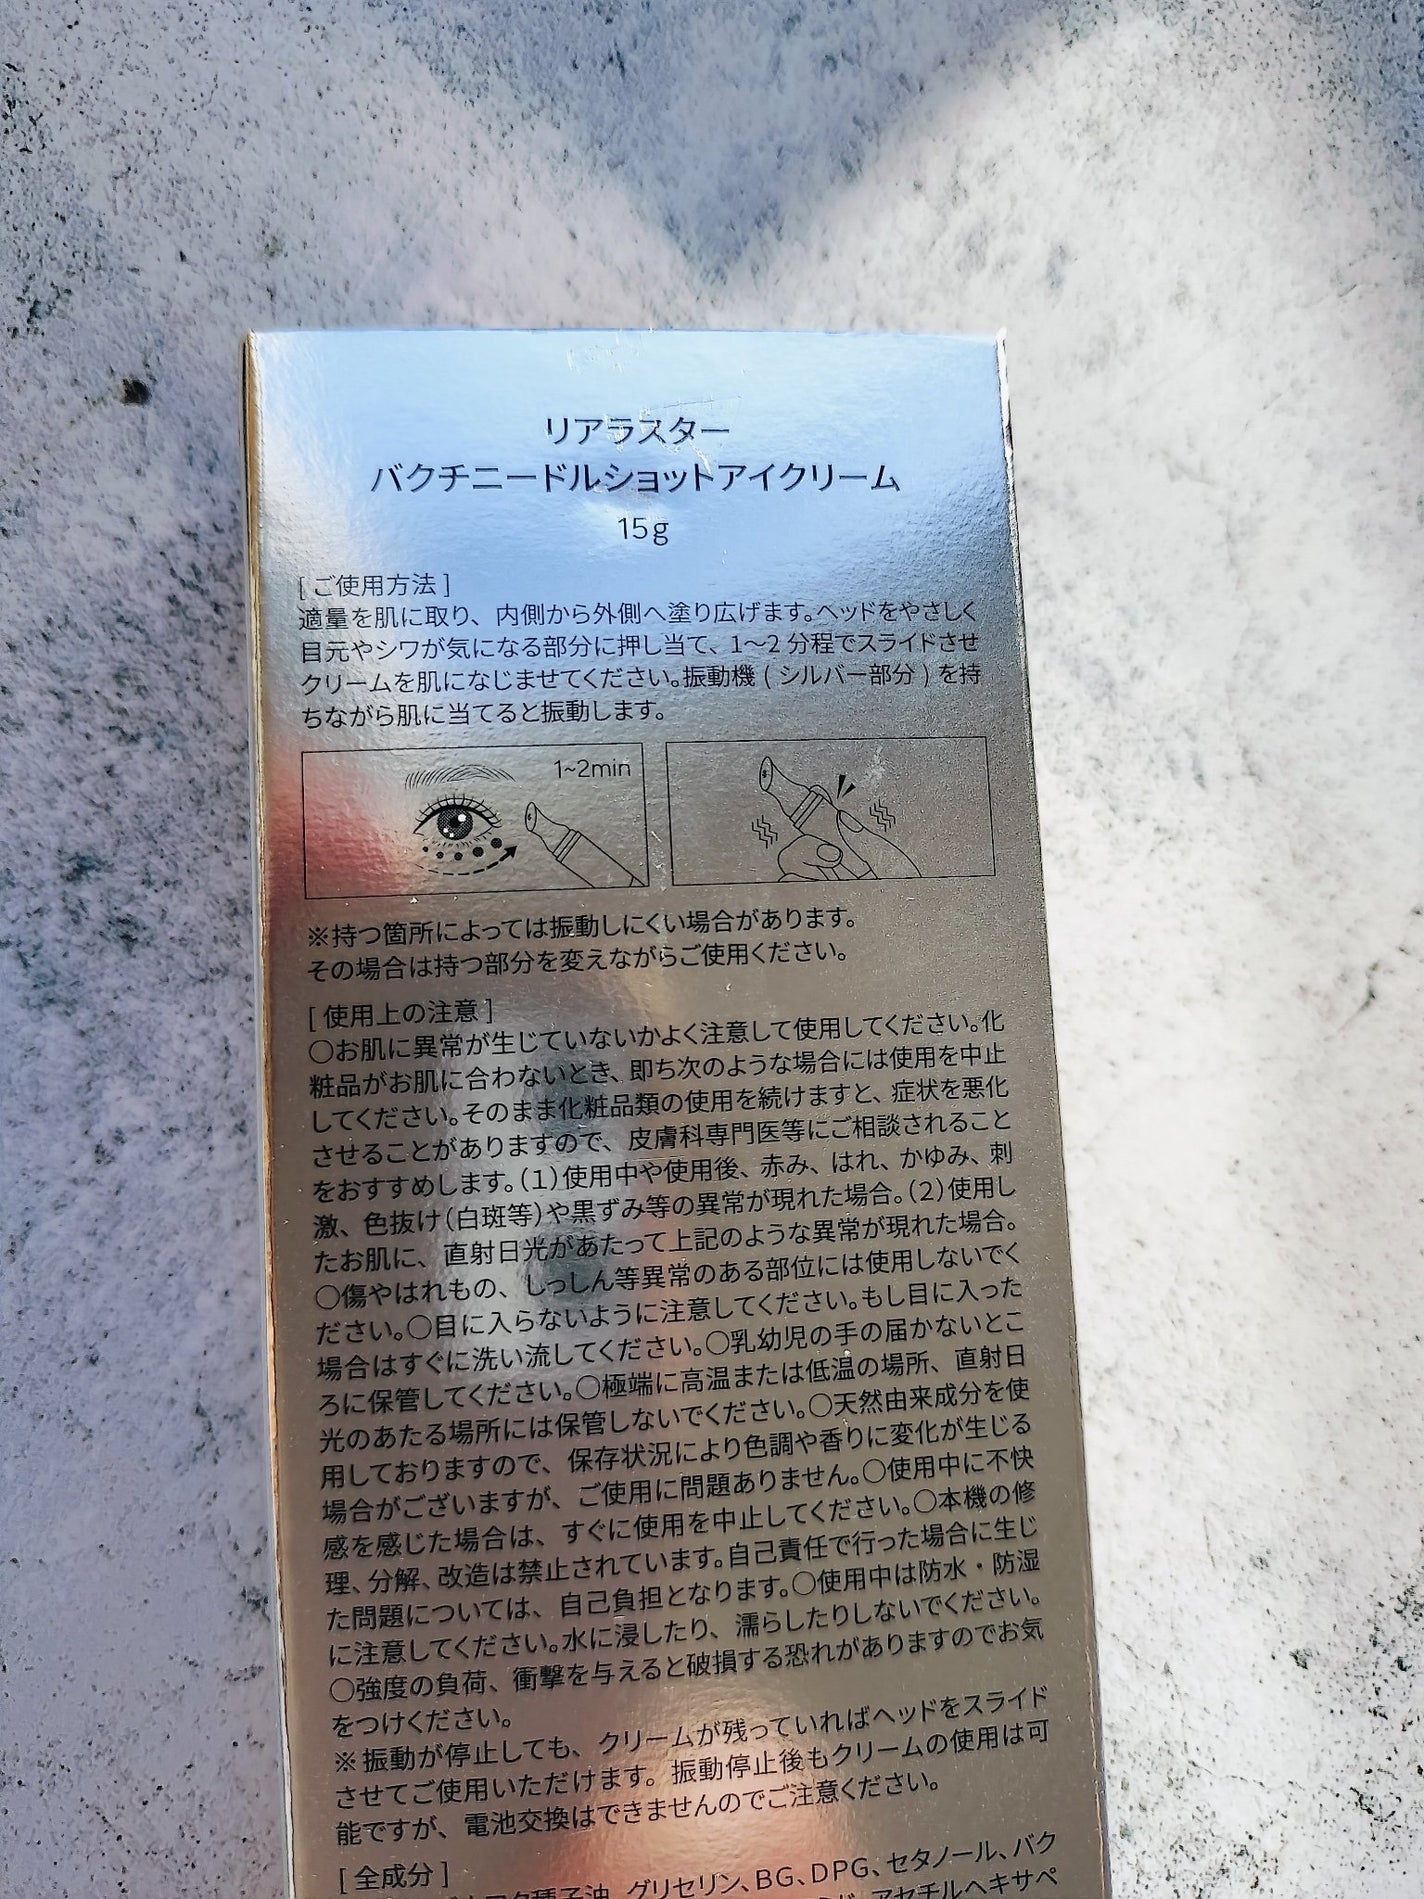 リアラスター
バクチニードルショットアイクリーム
15g
[ ご使用方法 ]
適量を肌に取り、内側から外側へ塗り広げます。ヘッドをやさしく
目元やシワが気になる部分に押し当て、1～2 分程でスライドさせ
クリームを肌になじませてください。振動機 ( シルバー部分 ) を持
ちながら肌に当てると振動します。
1~2min
※持つ箇所によっては振動しにくい場合があります。
その場合は持つ部分を変えながらご使用ください。
[ 使用上の注意 ]
○お肌に異常が生じていないかよく注意して使用してください。化
粧品がお肌に合わないとき、即ち次のような場合には使用を中止
してください。そのまま化粧品類の使用を続けますと、症状を悪化
させることがありますので、皮膚科専門医等にご相談されること
をおすすめします。（1）使用中や使用後、赤み、はれ、かゆみ、刺
激、色抜け（白斑等）や黒ずみ等の異常が現れた場合。（2）使用し
たお肌に、直射日光があたって上記のような異常が現れた場合。
○傷やはれもの、しっしん等異常のある部位には使用しないでく
ださい。○目に入らないように注意してください。もし目に入った
場合はすぐに洗い流してください。○乳幼児の手の届かないとこ
ろに保管してください。○極端に高温または低温の場所、直射日
光のあたる場所には保管しないでください。○天然由来成分を使
用しておりますので、保存状況により色調や香りに変化が生じる
場合がございますが、ご使用に問題ありません。○使用中に不快
感を感じた場合は、すぐに使用を中止してください。○本機の修
理、分解、改造は禁止されています。自己責任で行った場合に生じ
た問題については、自己負担となります。○使用中は防水・防湿
に注意してください。水に浸したり、濡らしたりしないでください。
○強度の負荷、衝撃を与えると破損する恐れがありますのでお気
をつけください。
※振動が停止しても、クリームが残っていればヘッドをスライド
させてご使用いただけます。振動停止後もクリームの使用は可
能ですが、電池交換はできませんのでご注意ください。
[ 全成分 ]
種子油、グリセリン、BG、DPG、セタノール、バク
アセチルヘキサペ